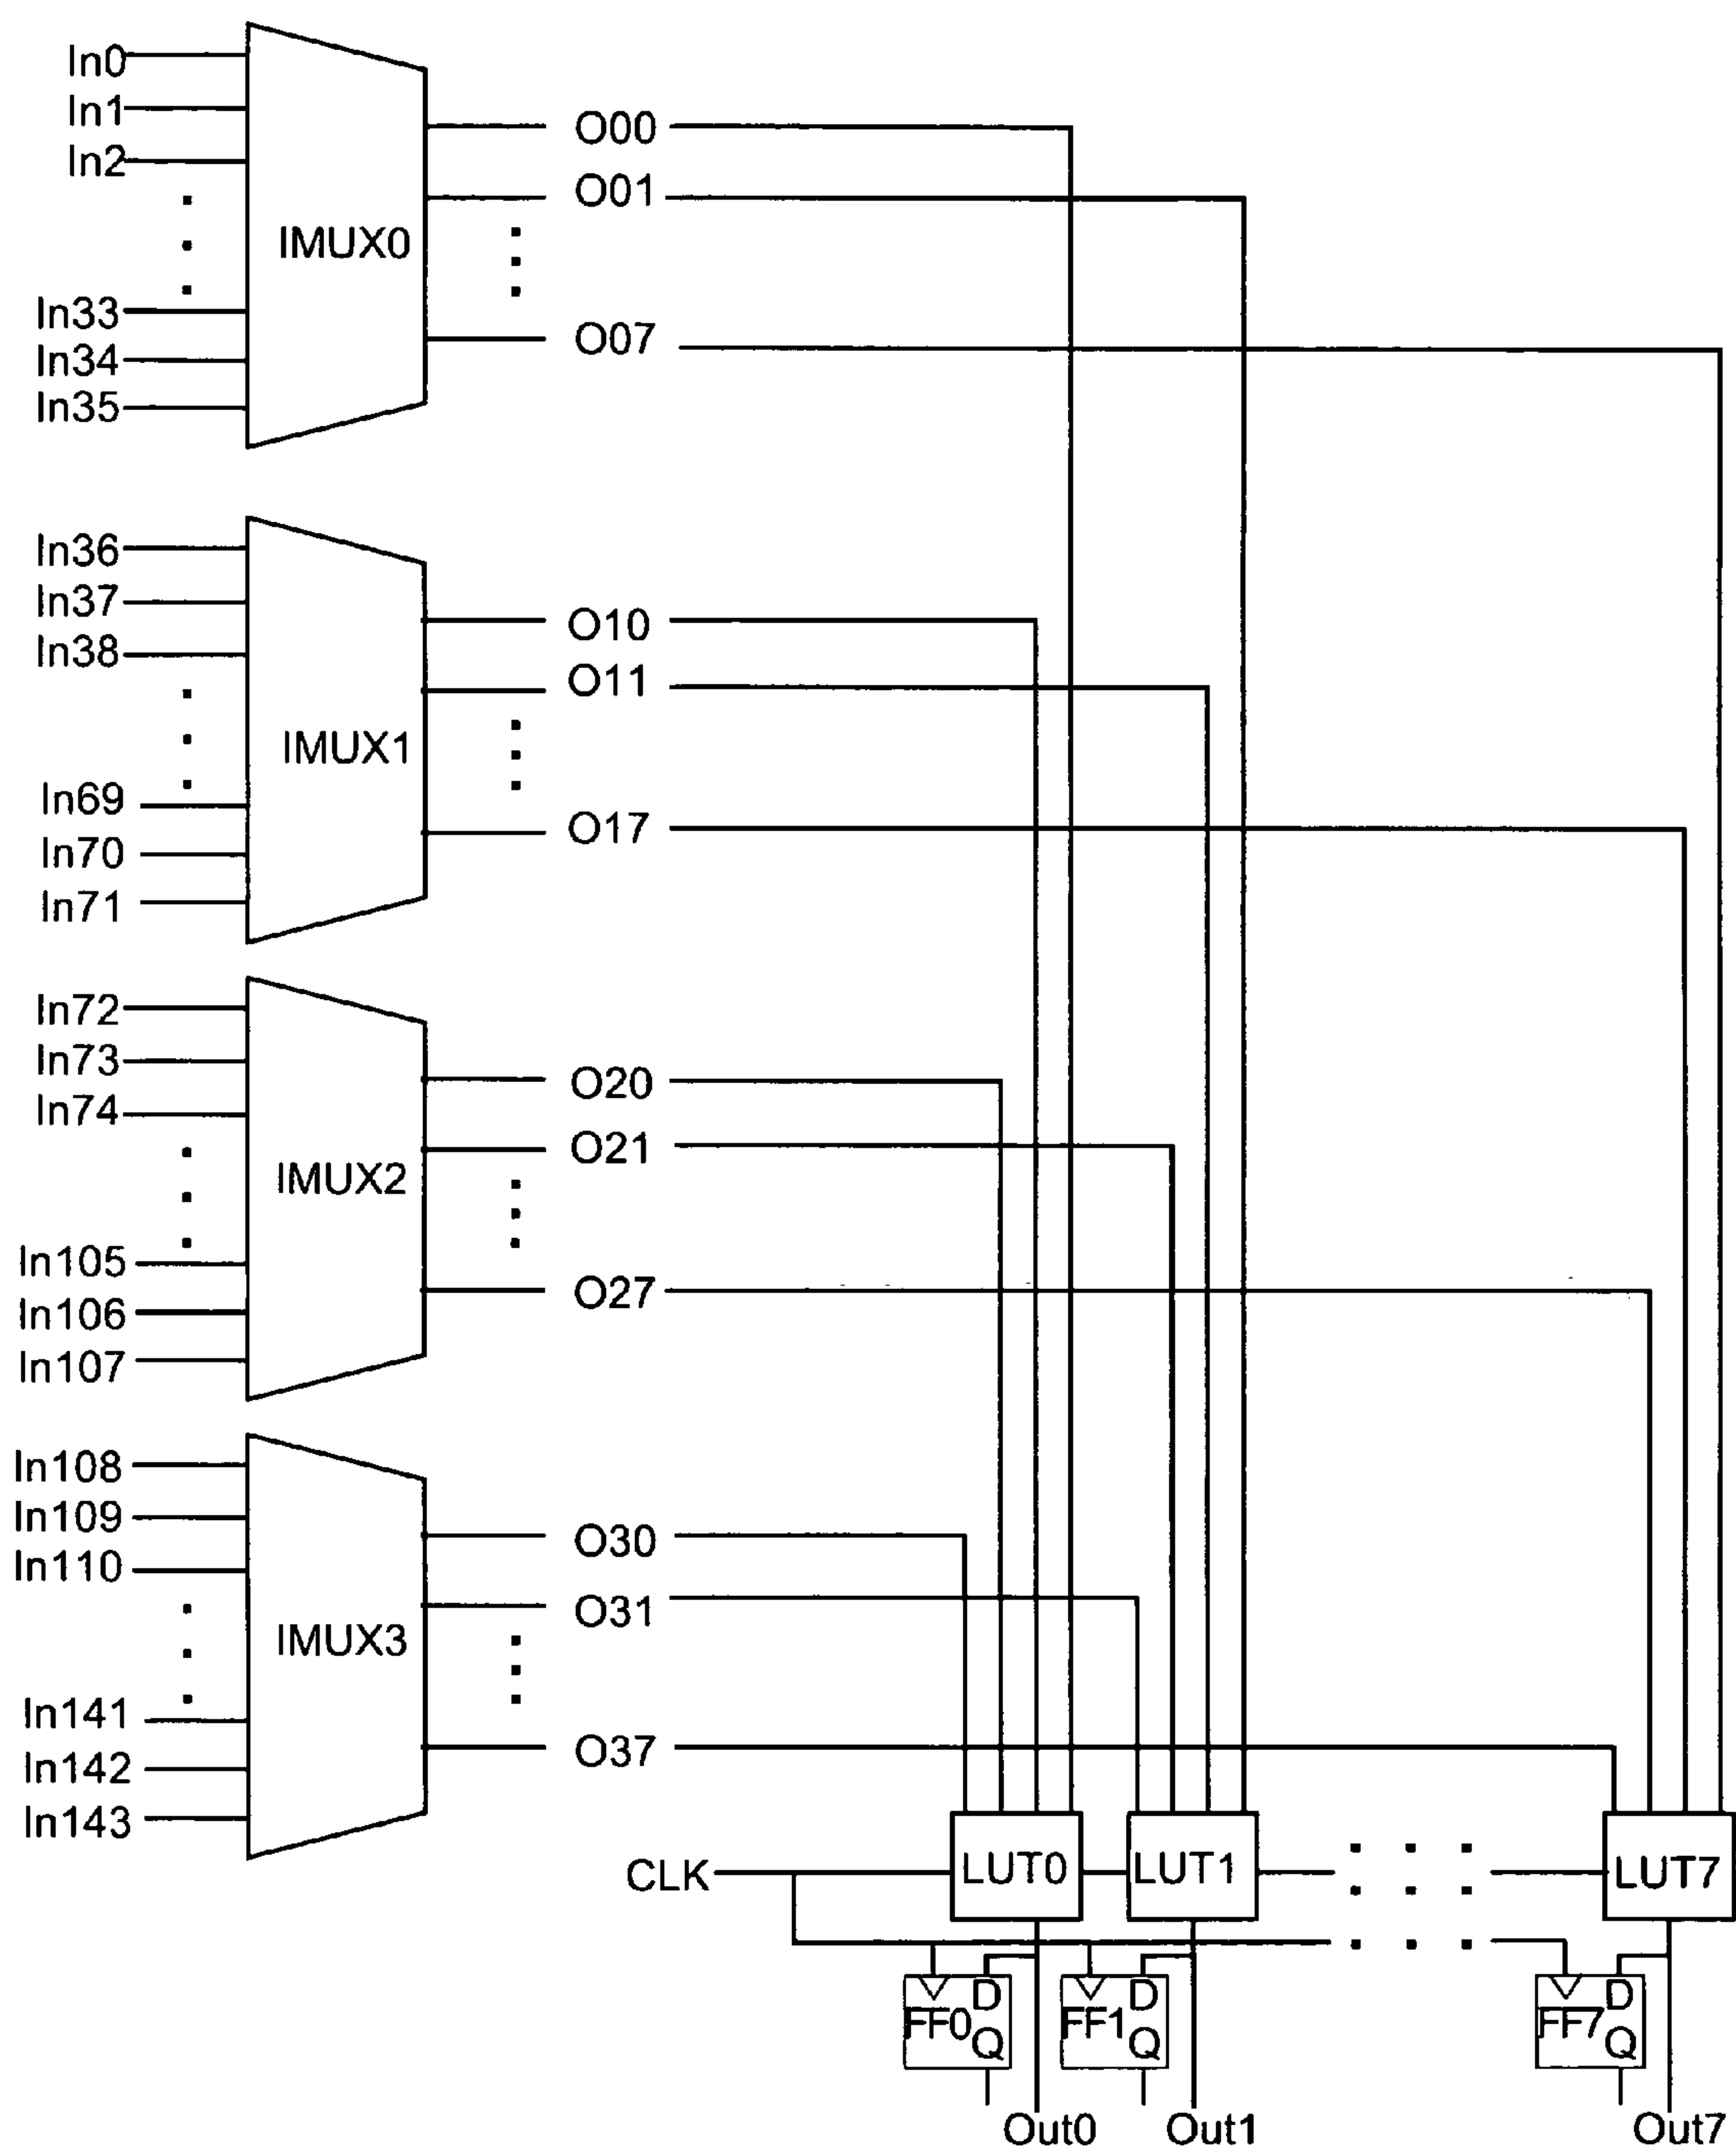 In0
In1
In2
In33
In34
In35
IMUX0
O00
O01
O07
In36
In37
In38
In69
In70
In71
IMUX1
O10
O11
O17
In72
In73
In74
In105
In106
In107
IMUX2
O20
O21
O27
In108
In109
In110
In141
In142
In143
IMUX3
O30
O31
O37
CLK
LUT0
LUT1
LUT7
FF0 D Q
FF1 D Q
FF7 D Q
Out0
Out1
Out7